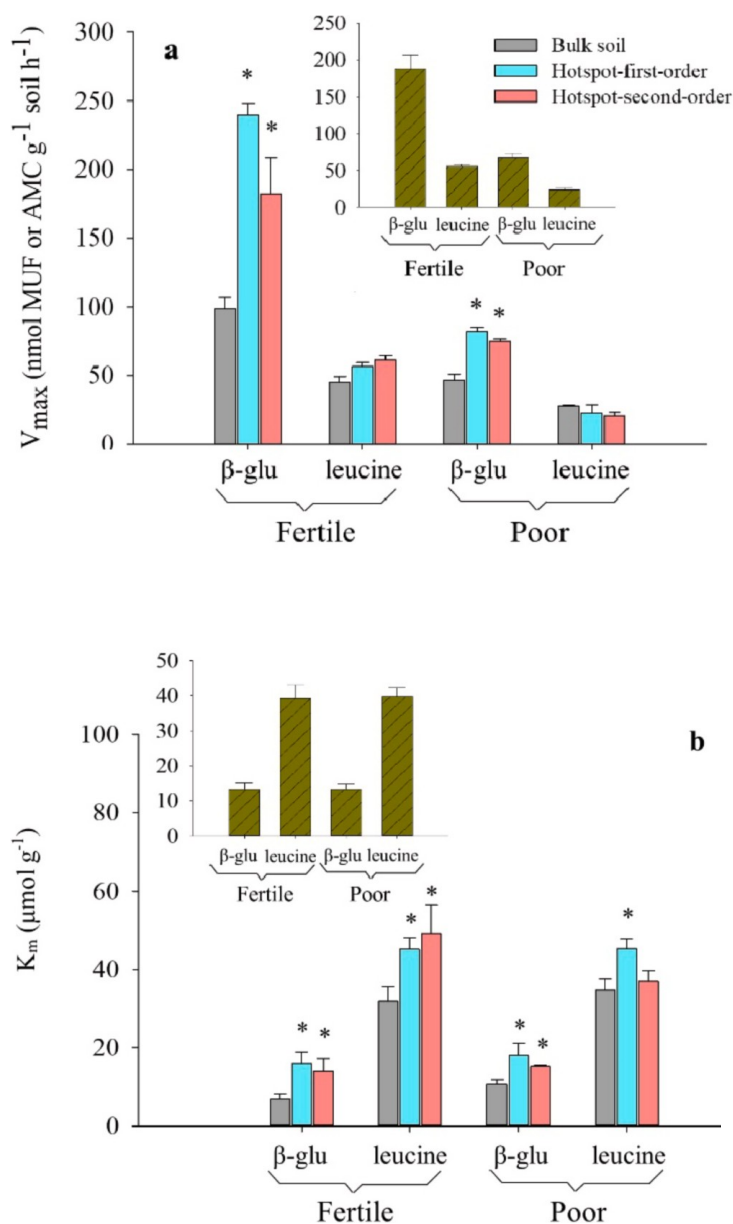 a
V_max (nmol MUF or AMC g⁻¹ soil h⁻¹)
300
250
200
150
100
50
0
* *
* *
β-glu leucine β-glu leucine
Fertile Poor
250
200
150
100
50
0
β-glu leucine β-glu leucine
Fertile Poor
Bulk soil
Hotspot-first-order
Hotspot-second-order
b
K_m (μmol g⁻¹)
100
80
60
40
20
0
50
40
30
20
10
0
β-glu leucine β-glu leucine
Fertile Poor
* * * * * * *
β-glu leucine β-glu leucine
Fertile Poor